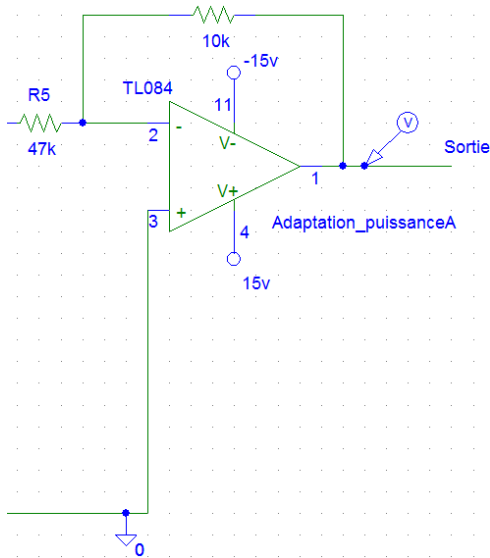 10k
-15v
TL084
R5
11
47k
2
-
V-
V
Sortie
1
V+
3
+
4
Adaptation_puissanceA
15v
0